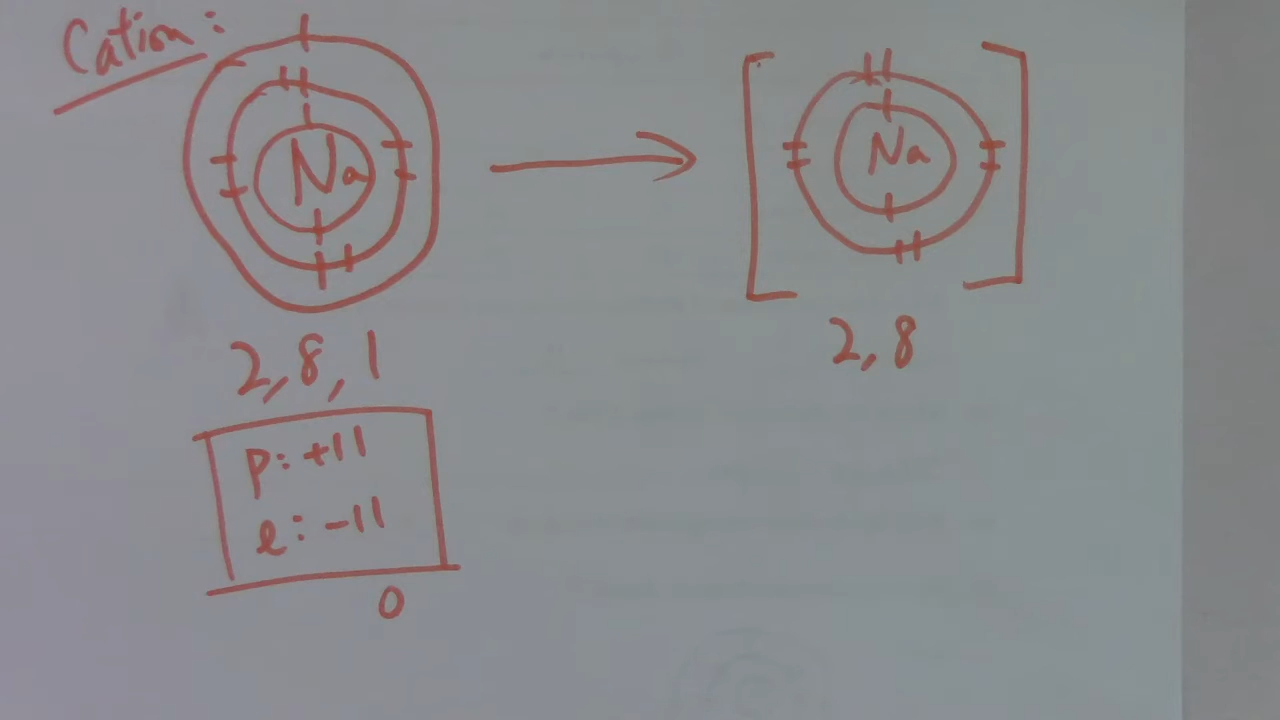 Cation:
Na
Na
2, 8, 1
2, 8
p: +11
e: -11
0